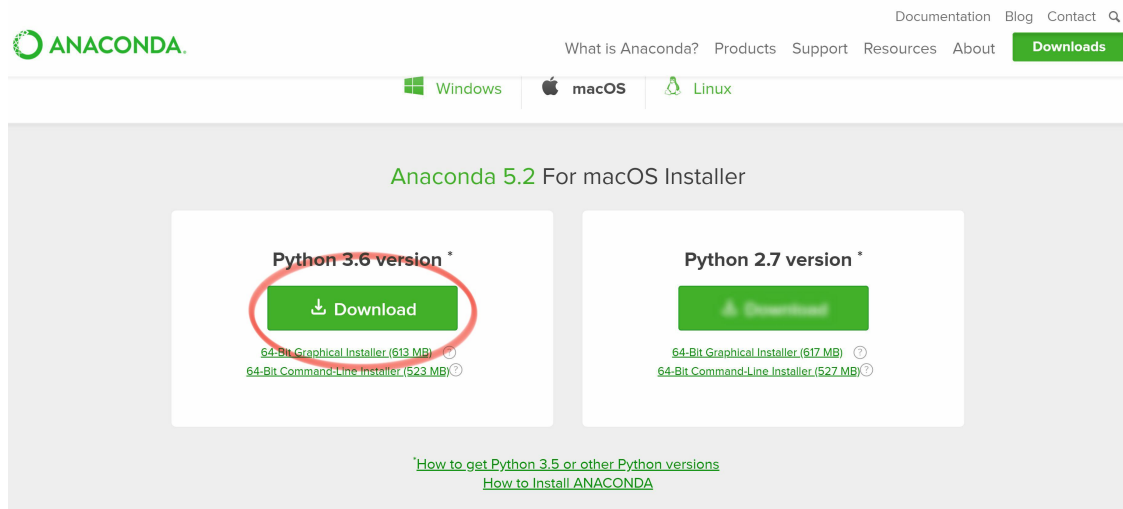 Documentation Blog Contact
ANACONDA.
What is Anaconda? Products Support Resources About Downloads
Windows macOS Linux
Anaconda 5.2 For macOS Installer
Python 3.6 version *
Download
64-Bit Graphical Installer (613 MB) ?
64-Bit Command-Line Installer (523 MB) ?
Python 2.7 version *
64-Bit Graphical Installer (617 MB) ?
64-Bit Command-Line Installer (527 MB) ?
*How to get Python 3.5 or other Python versions
How to Install ANACONDA